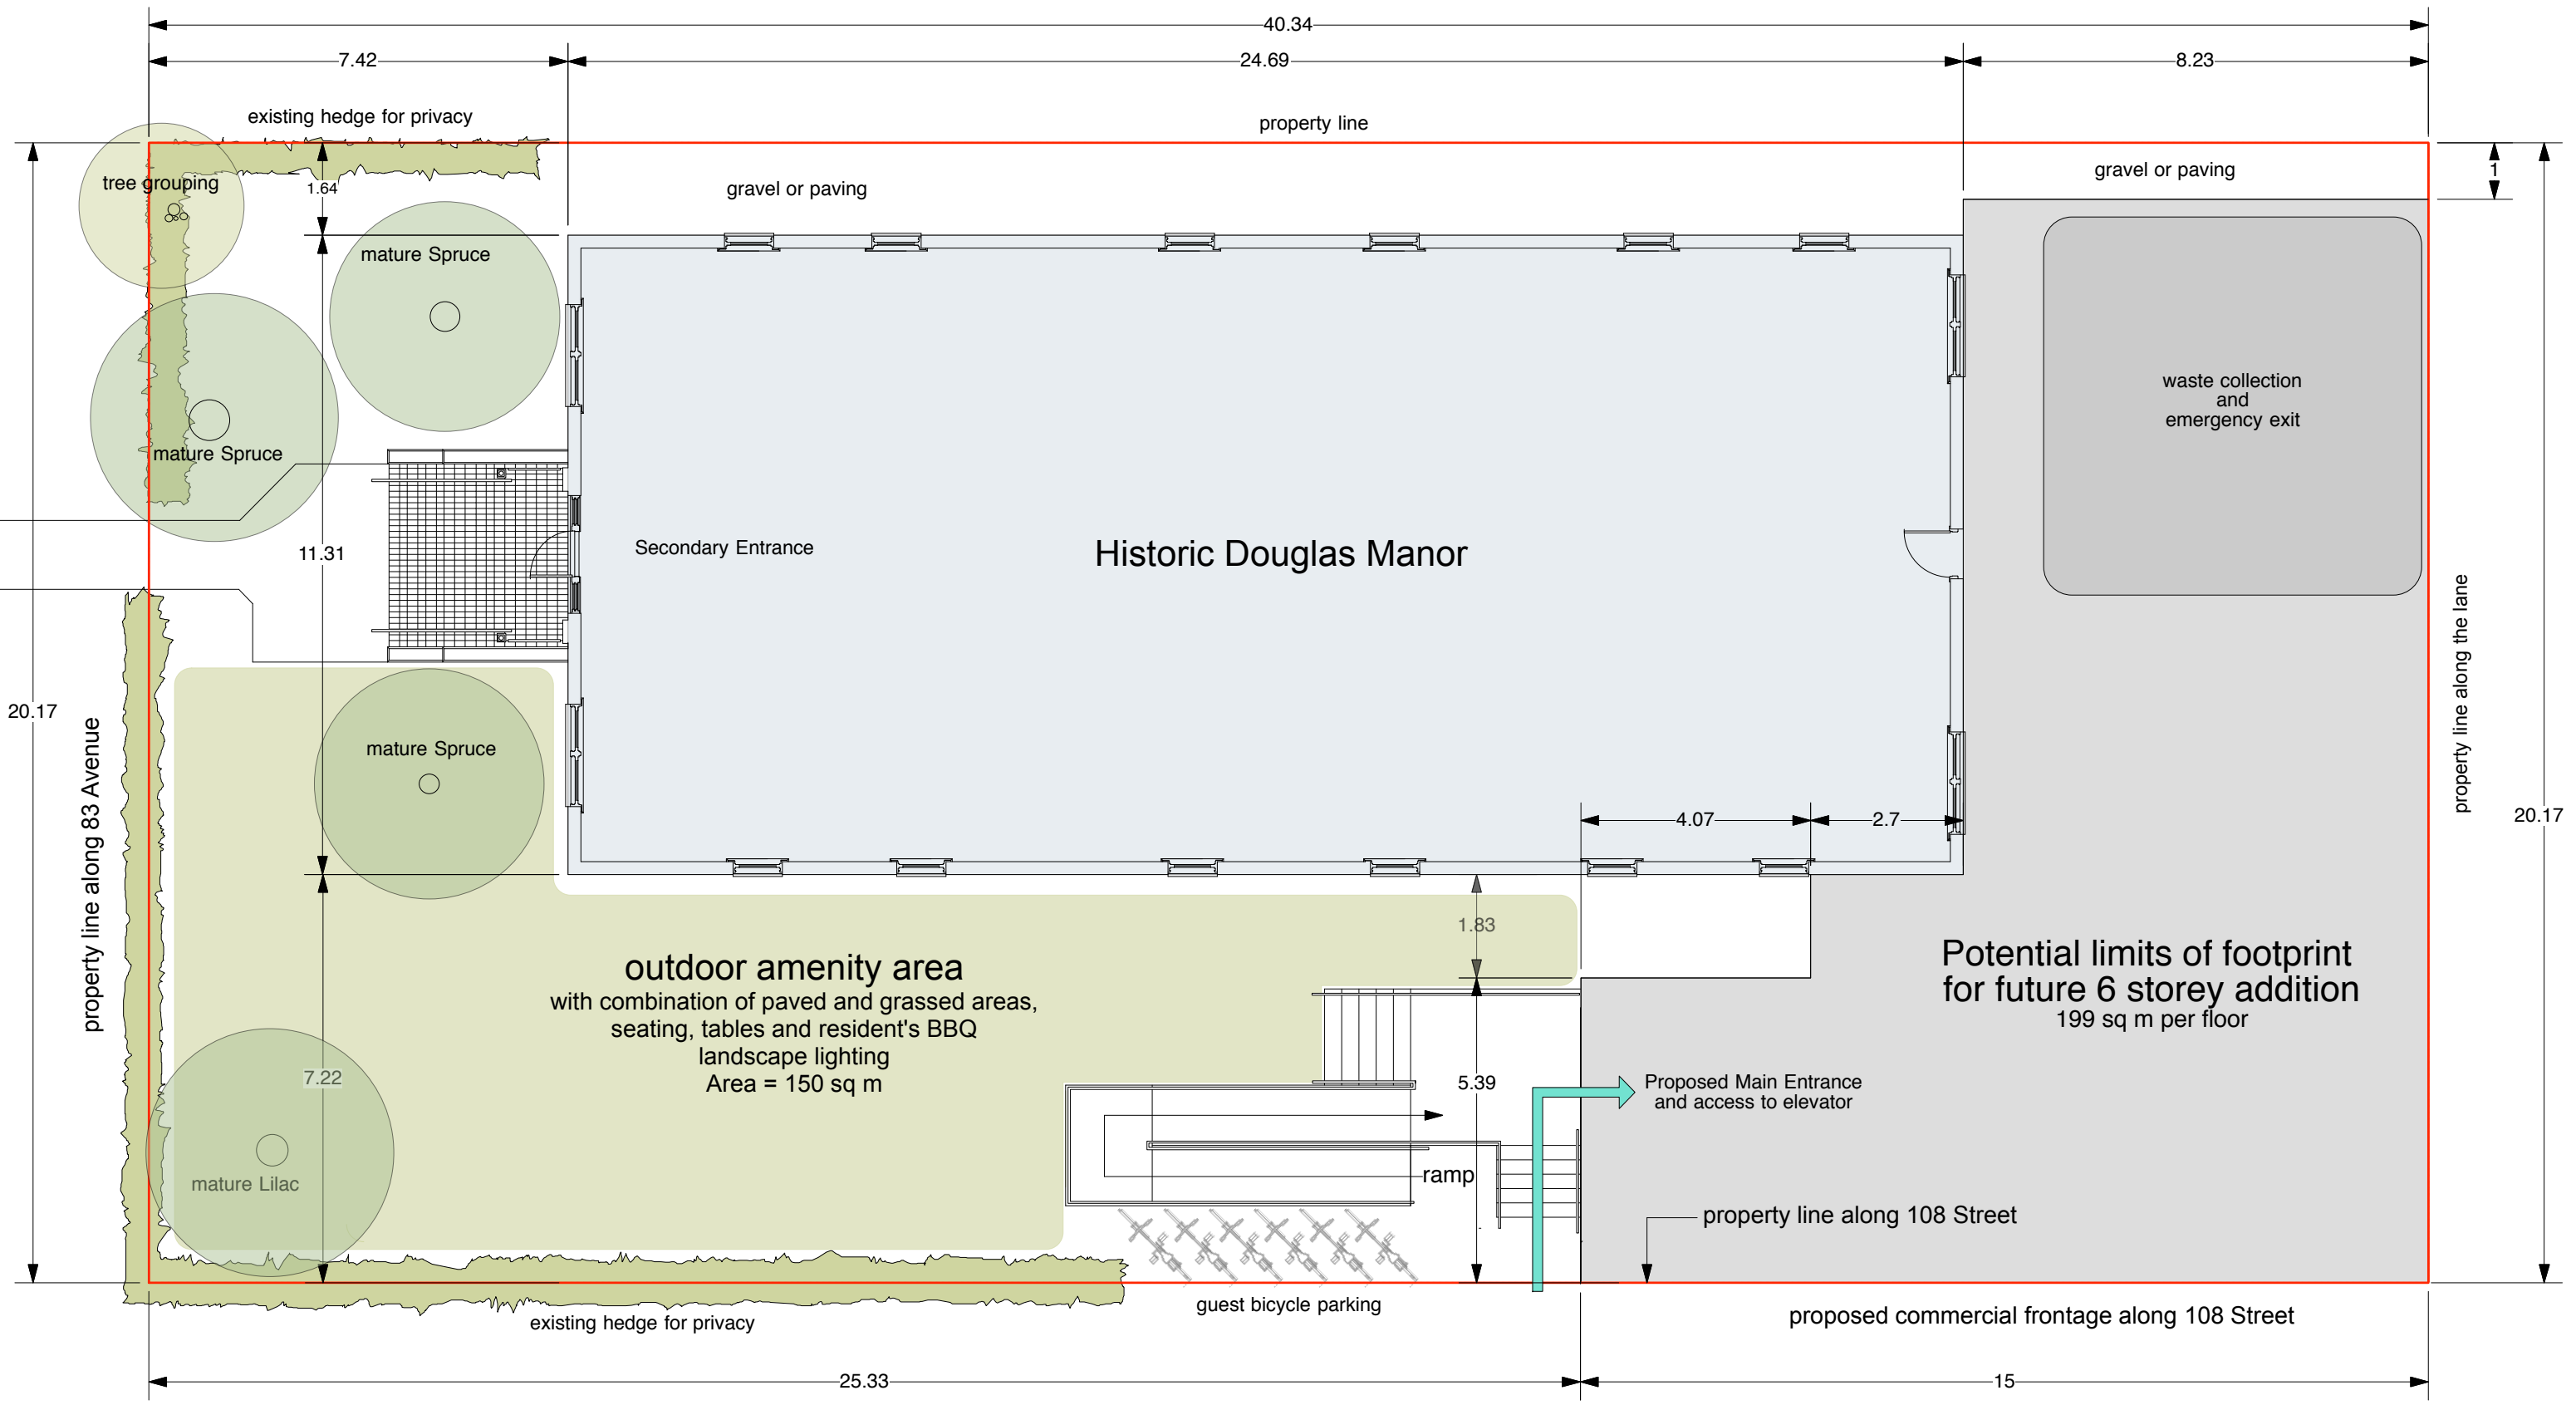 40.34
7.42
24.69
8.23
existing hedge for privacy
property line
tree grouping
1.64
gravel or paving
gravel or paving
1
mature Spruce
waste collection
and
emergency exit
mature Spruce
11.31
Secondary Entrance
Historic Douglas Manor
property line along the lane
20.17
property line along 83 Avenue
mature Spruce
4.07
2.7
20.17
1.83
outdoor amenity area
with combination of paved and grassed areas,
seating, tables and resident's BBQ
landscape lighting
Area = 150 sq m
Potential limits of footprint
for future 6 storey addition
199 sq m per floor
7.22
5.39
Proposed Main Entrance
and access to elevator
mature Lilac
ramp
property line along 108 Street
guest bicycle parking
existing hedge for privacy
proposed commercial frontage along 108 Street
25.33
15